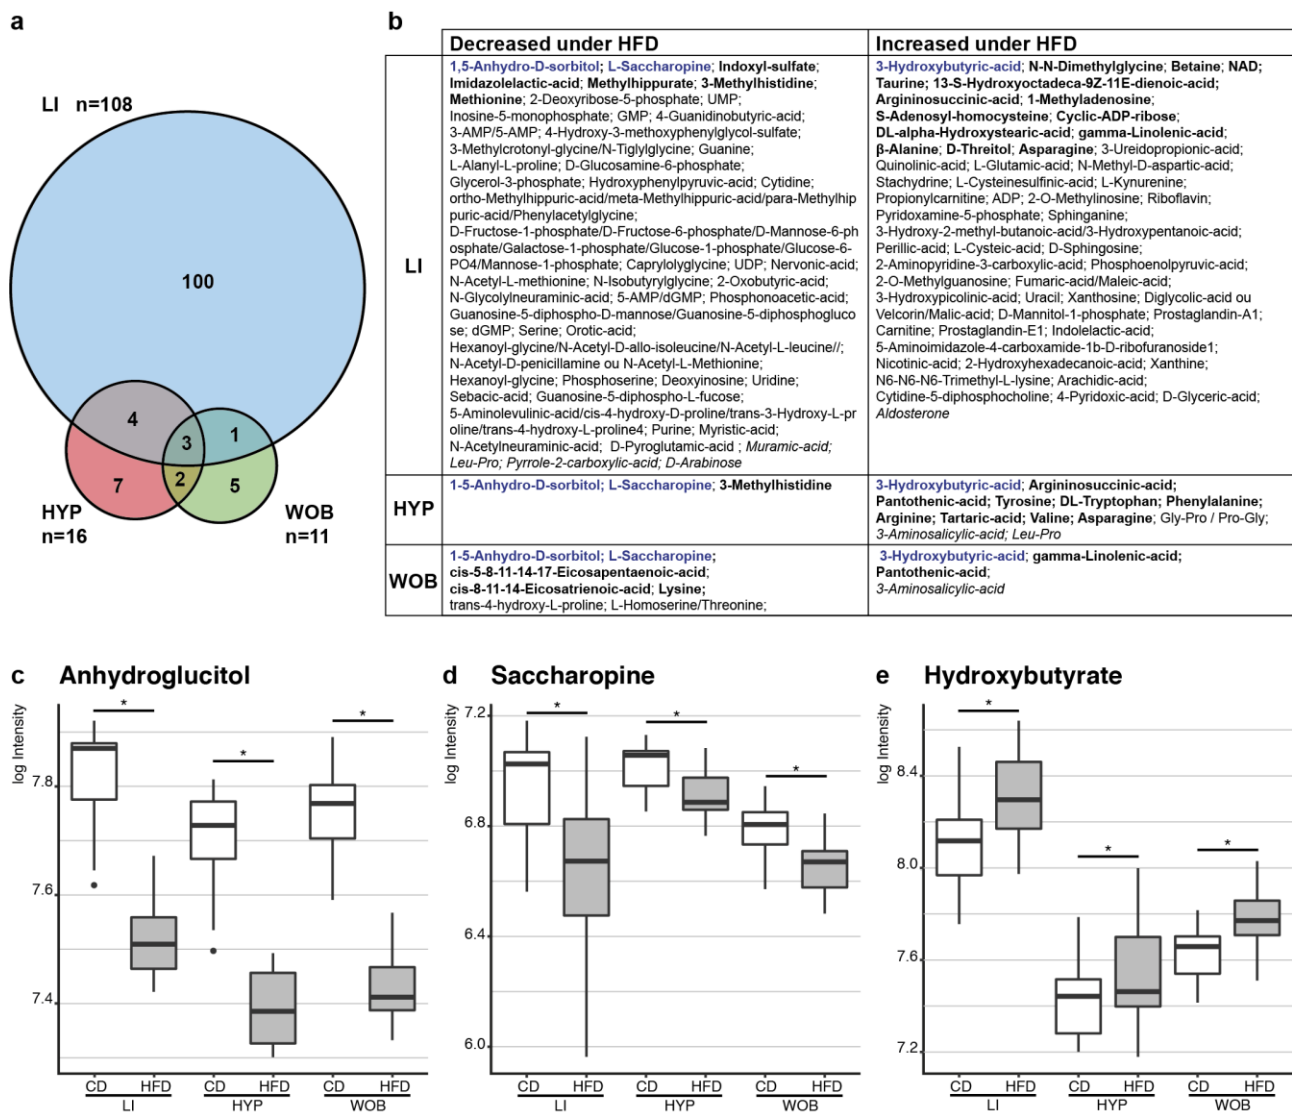 a
LI n=108
100
4
3
1
7
2
5
HYP
n=16
WOB
n=11
b
Decreased under HFD
Increased under HFD
LI
1,5-Anhydro-D-sorbitol; L-Saccharopine; Indoxyl-sulfate;
Imidazolelactic-acid; Methylhippurate; 3-Methylhistidine;
Methionine; 2-Deoxyribose-5-phosphate; UMP;
Inosine-5-monophosphate; GMP; 4-Guanidinobutyric-acid;
3-AMP/5-AMP; 4-Hydroxy-3-methoxyphenylglycol-sulfate;
3-Methylcrotonyl-glycine/N-Tiglylglycine; Guanine;
L-Alanyl-L-proline; D-Glucosamine-6-phosphate;
Glycerol-3-phosphate; Hydroxyphenylpyruvic-acid; Cytidine;
ortho-Methylhippuric-acid/meta-Methylhippuric-acid/para-Methylhip
puric-acid/Phenylacetylglycine;
D-Fructose-1-phosphate/D-Fructose-6-phosphate/D-Mannose-6-ph
osphate/Galactose-1-phosphate/Glucose-1-phosphate/Glucose-6-
PO4/Mannose-1-phosphate; Caprylolyglycine; UDP; Nervonic-acid;
N-Acetyl-L-methionine; N-Isobutyrylglycine; 2-Oxobutyric-acid;
N-Glycolylneuraminic-acid; 5-AMP/dGMP; Phosphonoacetic-acid;
Guanosine-5-diphospho-D-mannose/Guanosine-5-diphosphogluco
se; dGMP; Serine; Orotic-acid;
Hexanoyl-glycine/N-Acetyl-D-allo-isoleucine/N-Acetyl-L-leucine//;
N-Acetyl-D-penicillamine ou N-Acetyl-L-Methionine;
Hexanoyl-glycine; Phosphoserine; Deoxyinosine; Uridine;
Sebacic-acid; Guanosine-5-diphospho-L-fucose;
5-Aminolevulinic-acid/cis-4-hydroxy-D-proline/trans-3-Hydroxy-L-pr
oline/trans-4-hydroxy-L-proline4; Purine; Myristic-acid;
N-Acetylneuraminic-acid; D-Pyroglutamic-acid ; Muramic-acid;
Leu-Pro; Pyrrole-2-carboxylic-acid; D-Arabinose
3-Hydroxybutyric-acid; N-N-Dimethylglycine; Betaine; NAD;
Taurine; 13-S-Hydroxyoctadeca-9Z-11E-dienoic-acid;
Argininosuccinic-acid; 1-Methyladenosine;
S-Adenosyl-homocysteine; Cyclic-ADP-ribose;
DL-alpha-Hydroxystearic-acid; gamma-Linolenic-acid;
β-Alanine; D-Threitol; Asparagine; 3-Ureidopropionic-acid;
Quinolinic-acid; L-Glutamic-acid; N-Methyl-D-aspartic-acid;
Stachydrine; L-Cysteinesulfinic-acid; L-Kynurenine;
Propionylcarnitine; ADP; 2-O-Methylinosine; Riboflavin;
Pyridoxamine-5-phosphate; Sphinganine;
3-Hydroxy-2-methyl-butanoic-acid/3-Hydroxypentanoic-acid;
Perillic-acid; L-Cysteic-acid; D-Sphingosine;
2-Aminopyridine-3-carboxylic-acid; Phosphoenolpyruvic-acid;
2-O-Methylguanosine; Fumaric-acid/Maleic-acid;
3-Hydroxypicolinic-acid; Uracil; Xanthosine; Diglycolic-acid ou
Velcorin/Malic-acid; D-Mannitol-1-phosphate; Prostaglandin-A1;
Carnitine; Prostaglandin-E1; Indolelactic-acid;
5-Aminoimidazole-4-carboxamide-1b-D-ribofuranoside1;
Nicotinic-acid; 2-Hydroxyhexadecanoic-acid; Xanthine;
N6-N6-N6-Trimethyl-L-lysine; Arachidic-acid;
Cytidine-5-diphosphocholine; 4-Pyridoxic-acid; D-Glyceric-acid;
Aldosterone
HYP
1-5-Anhydro-D-sorbitol; L-Saccharopine; 3-Methylhistidine
3-Hydroxybutyric-acid; Argininosuccinic-acid;
Pantothenic-acid; Tyrosine; DL-Tryptophan; Phenylalanine;
Arginine; Tartaric-acid; Valine; Asparagine; Gly-Pro / Pro-Gly;
3-Aminosalicylic-acid; Leu-Pro
WOB
1-5-Anhydro-D-sorbitol; L-Saccharopine;
cis-5-8-11-14-17-Eicosapentaenoic-acid;
cis-8-11-14-Eicosatrienoic-acid; Lysine;
trans-4-hydroxy-L-proline; L-Homoserine/Threonine;
3-Hydroxybutyric-acid; gamma-Linolenic-acid;
Pantothenic-acid;
3-Aminosalicylic-acid
c Anhydroglucitol
log Intensity
7.8
7.6
7.4
* * *
CD HFD CD HFD CD HFD
LI HYP WOB
d Saccharopine
log Intensity
7.2
6.8
6.4
6.0
* * *
CD HFD CD HFD CD HFD
LI HYP WOB
e Hydroxybutyrate
log Intensity
8.4
8.0
7.6
7.2
* * *
CD HFD CD HFD CD HFD
LI HYP WOB